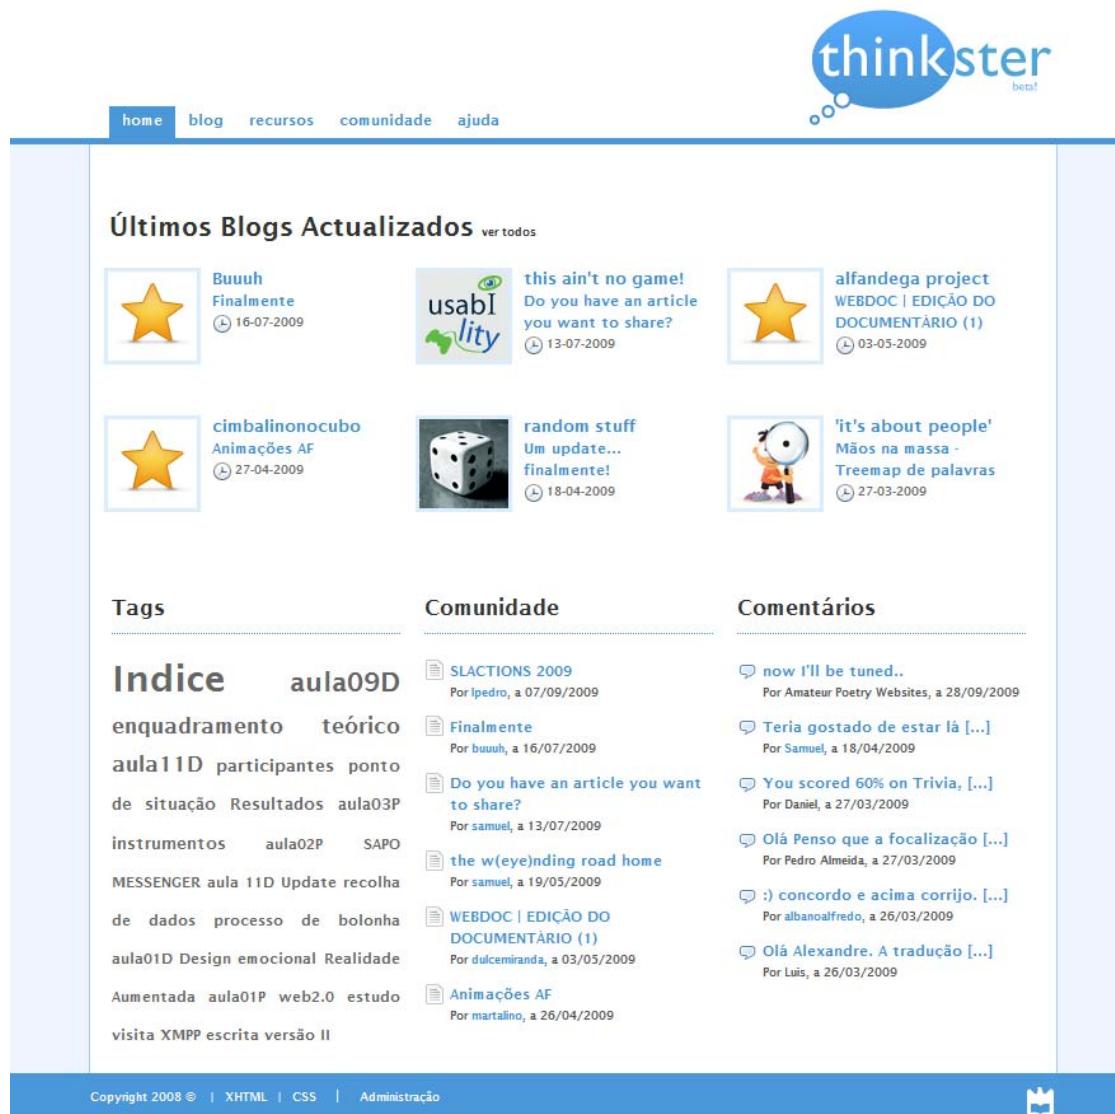 thinkster
beta!
home blog recursos comunidade ajuda
Últimos Blogs Actualizados ver todos
Buuuh
Finalmente
16-07-2009
usabI
lity
this ain't no game!
Do you have an article
you want to share?
13-07-2009
alfandega project
WEBDOC | EDIÇÃO DO
DOCUMENTÁRIO (1)
03-05-2009
cimbalinonocubo
Animações AF
27-04-2009
random stuff
Um update...
finalmente!
18-04-2009
'it's about people'
Mãos na massa -
Treemap de palavras
27-03-2009
Tags
Indice aula09D
enquadramento teórico
aula11D participantes ponto
de situação Resultados aula03P
instrumentos aula02P SAPO
MESSENGER aula 11D Update recolha
de dados processo de bolonha
aula01D Design emocional Realidade
Aumentada aula01P web2.0 estudo
visita XMPP escrita versão II
Comunidade
SLACTIONS 2009
Por lpedro, a 07/09/2009
Finalmente
Por buuuh, a 16/07/2009
Do you have an article you want
to share?
Por samuel, a 13/07/2009
the w(eye)nding road home
Por samuel, a 19/05/2009
WEBDOC | EDIÇÃO DO
DOCUMENTÁRIO (1)
Por dulcemiranda, a 03/05/2009
Animações AF
Por martalino, a 26/04/2009
Comentários
now I'll be tuned..
Por Amateur Poetry Websites, a 28/09/2009
Teria gostado de estar lá [...]
Por Samuel, a 18/04/2009
You scored 60% on Trivia, [...]
Por Daniel, a 27/03/2009
Olá Penso que a focalização [...]
Por Pedro Almeida, a 27/03/2009
:) concordo e acima corrijo. [...]
Por albanoalfredo, a 26/03/2009
Olá Alexandre. A tradução [...]
Por Luis, a 26/03/2009
Copyright 2008 © | XHTML | CSS | Administração